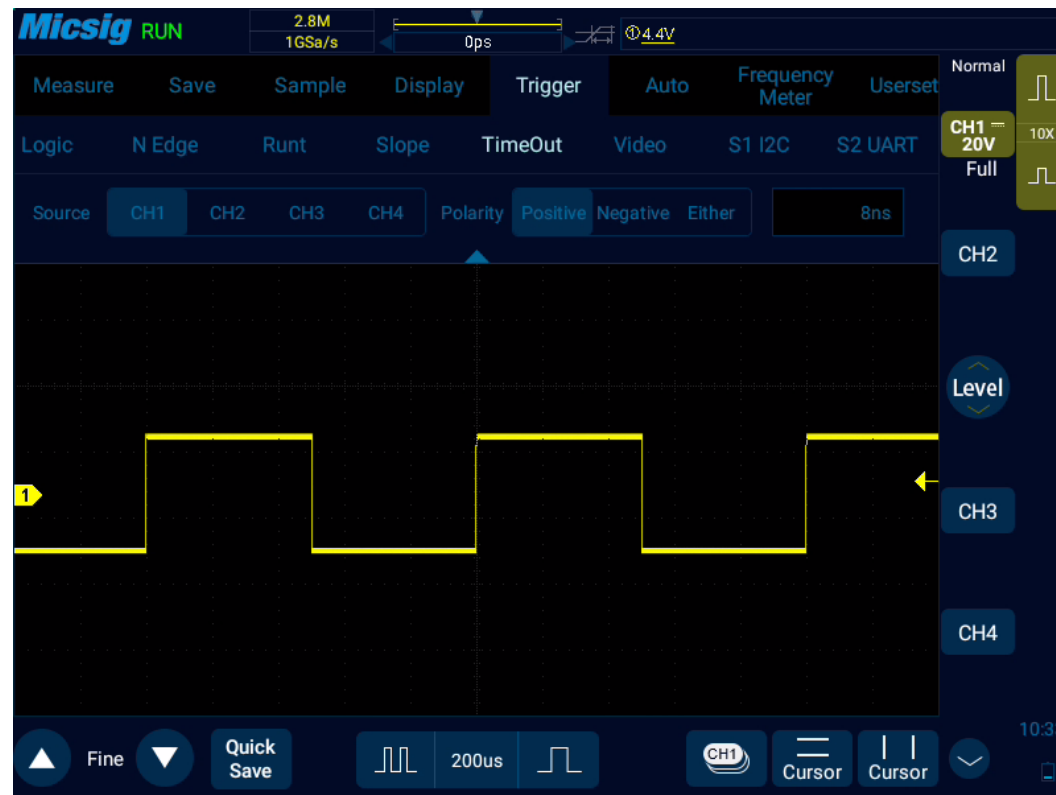 Micsig RUN 2.8M 1GSa/s 0ps ①4.4V
Measure Save Sample Display Trigger Auto Frequency Meter Userset Normal
Logic N Edge Runt Slope TimeOut Video S1 I2C S2 UART CH1 20V 10X
Full
Source CH1 CH2 CH3 CH4 Polarity Positive Negative Either 8ns
CH2
Level
1
CH3
CH4
Fine Quick Save 200us CH1 Cursor Cursor